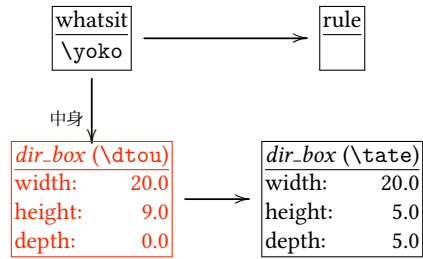 whatsit
\yoko
rule
中身
dir_box (\dtou)
width: 20.0
height: 9.0
depth: 0.0
dir_box (\tate)
width: 20.0
height: 5.0
depth: 5.0